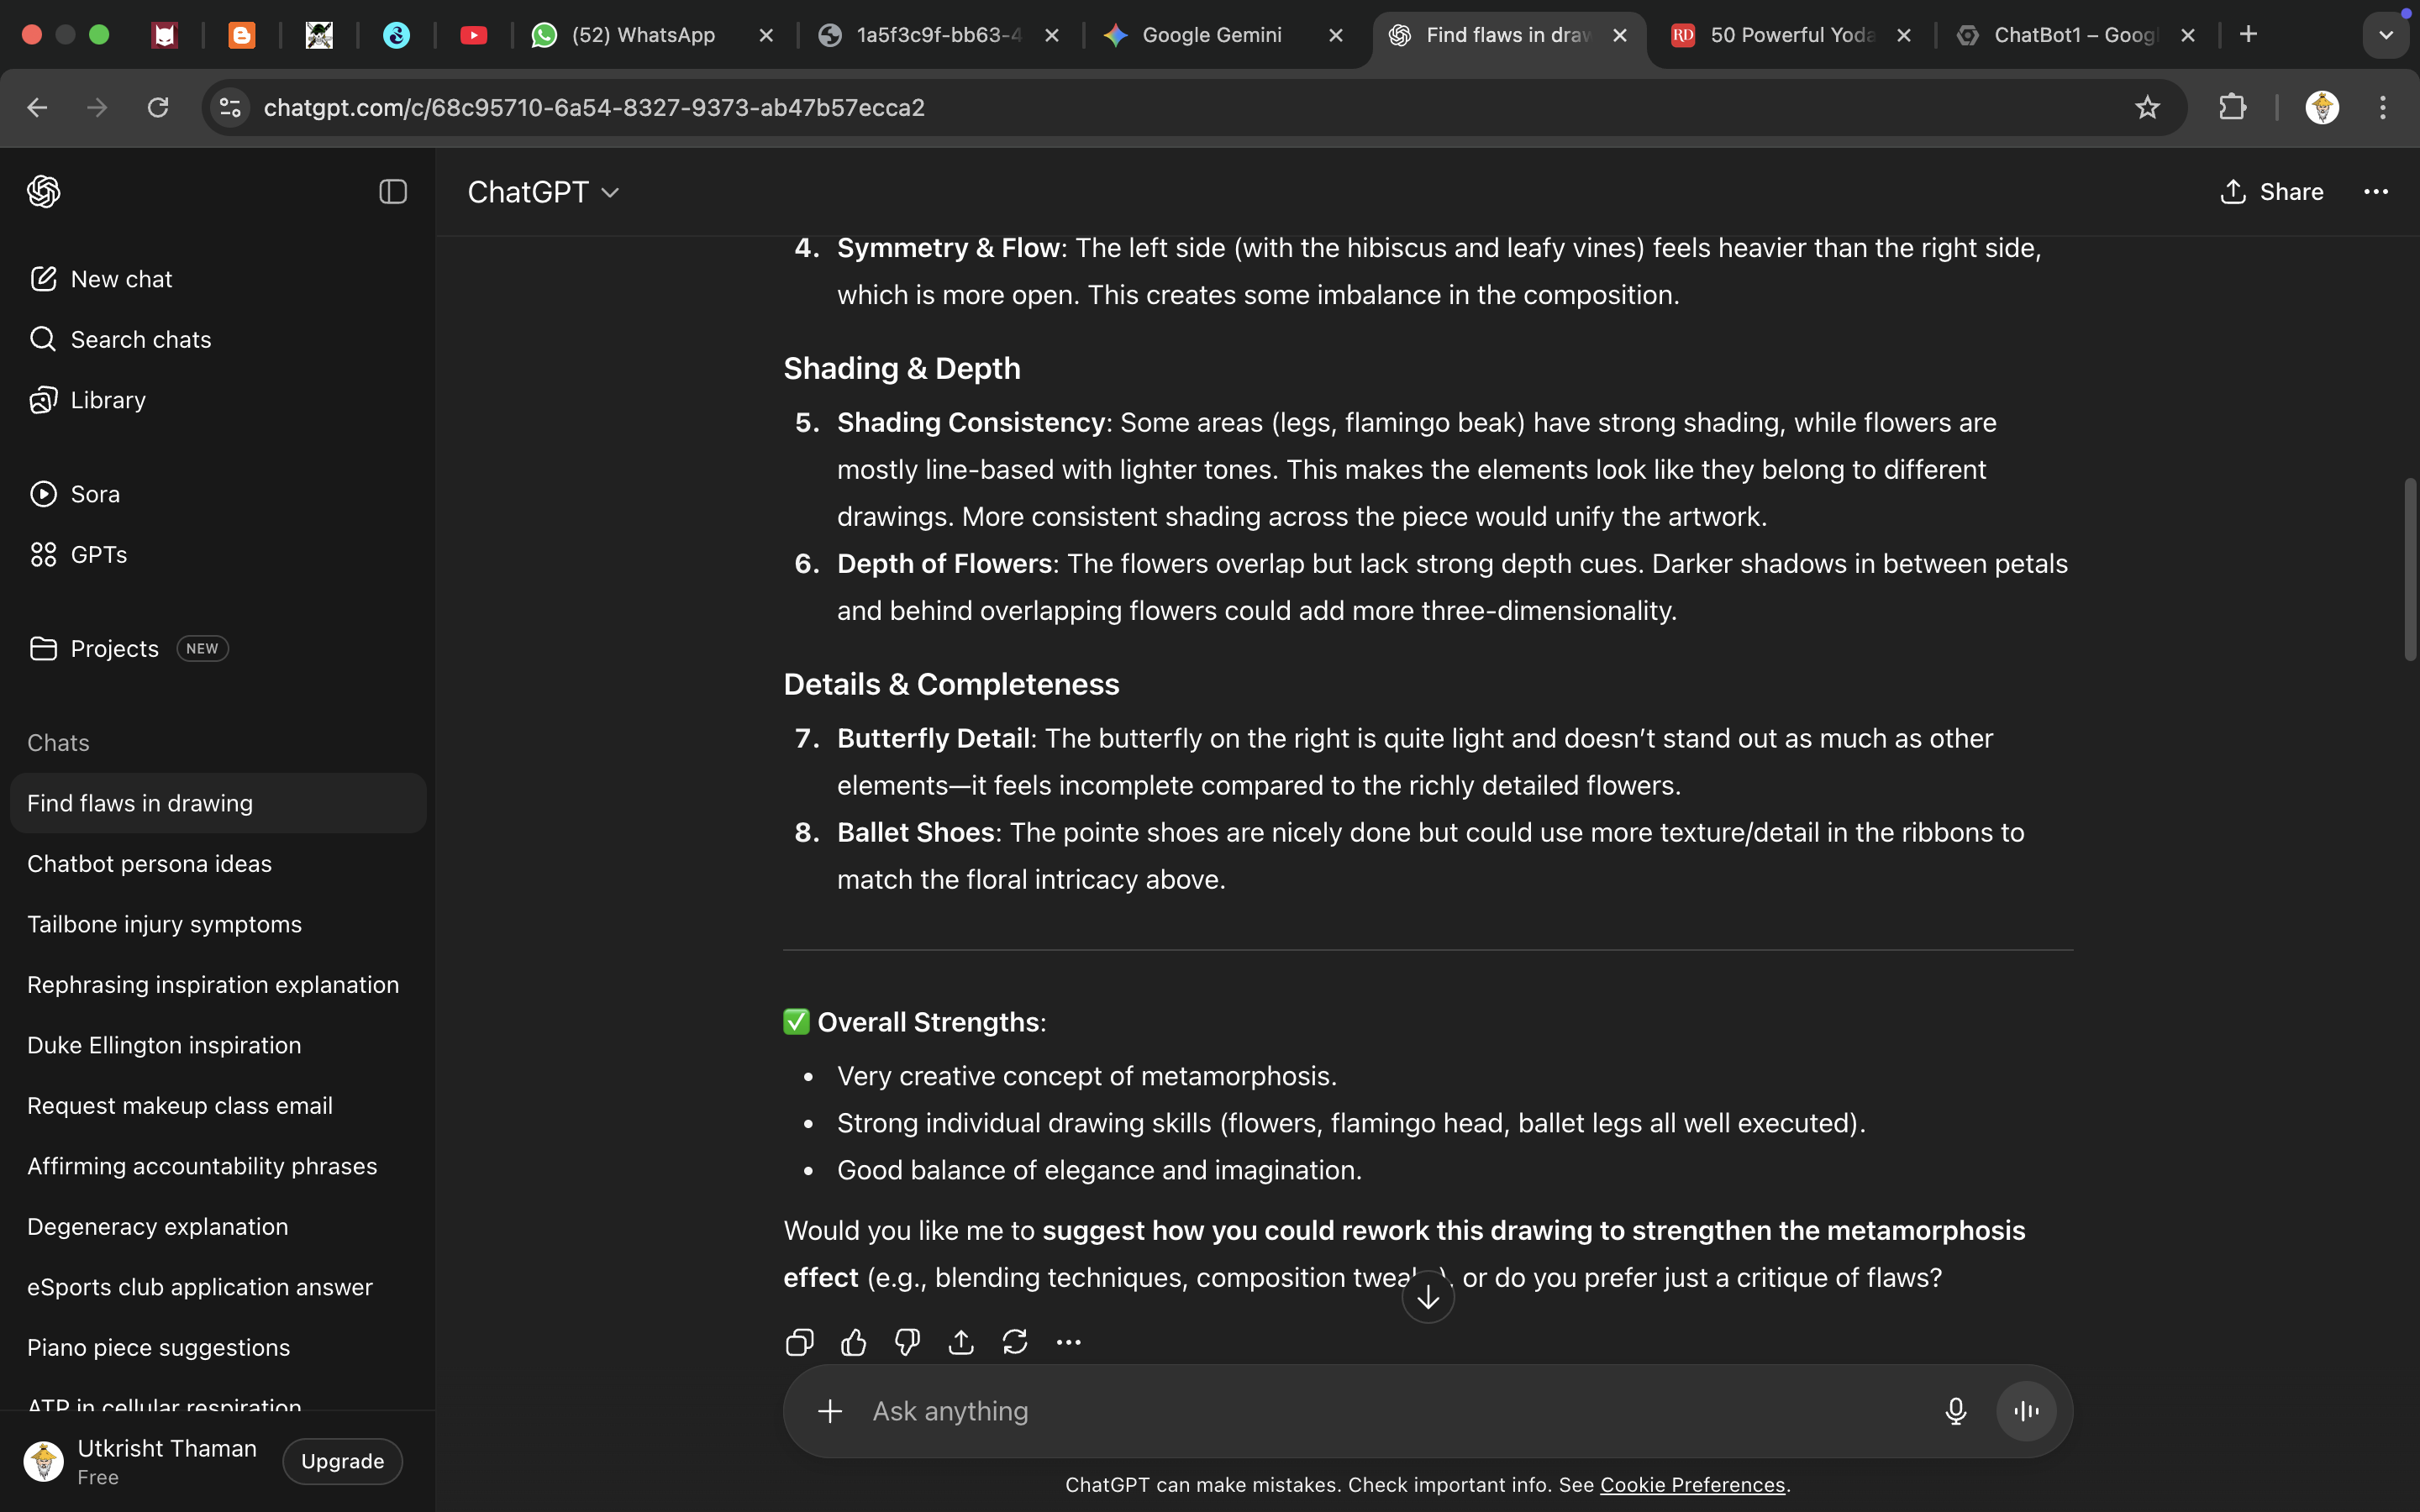 (52) WhatsApp
1a5f3c9f-bb63-4
Google Gemini
Find flaws in draw
RD
50 Powerful Yoda
ChatBot1 – Googl
chatgpt.com/c/68c95710-6a54-8327-9373-ab47b57ecca2
New chat
Search chats
Library
Sora
GPTs
Projects NEW
Chats
Find flaws in drawing
Chatbot persona ideas
Tailbone injury symptoms
Rephrasing inspiration explanation
Duke Ellington inspiration
Request makeup class email
Affirming accountability phrases
Degeneracy explanation
eSports club application answer
Piano piece suggestions
ATP in cellular respiration
Utkrisht Thaman
Free
Upgrade
ChatGPT
Share
4. Symmetry & Flow: The left side (with the hibiscus and leafy vines) feels heavier than the right side,
which is more open. This creates some imbalance in the composition.
Shading & Depth
5. Shading Consistency: Some areas (legs, flamingo beak) have strong shading, while flowers are
mostly line-based with lighter tones. This makes the elements look like they belong to different
drawings. More consistent shading across the piece would unify the artwork.
6. Depth of Flowers: The flowers overlap but lack strong depth cues. Darker shadows in between petals
and behind overlapping flowers could add more three-dimensionality.
Details & Completeness
7. Butterfly Detail: The butterfly on the right is quite light and doesn’t stand out as much as other
elements—it feels incomplete compared to the richly detailed flowers.
8. Ballet Shoes: The pointe shoes are nicely done but could use more texture/detail in the ribbons to
match the floral intricacy above.
✅ Overall Strengths:
• Very creative concept of metamorphosis.
• Strong individual drawing skills (flowers, flamingo head, ballet legs all well executed).
• Good balance of elegance and imagination.
Would you like me to suggest how you could rework this drawing to strengthen the metamorphosis
effect (e.g., blending techniques, composition tweaks), or do you prefer just a critique of flaws?
Ask anything
ChatGPT can make mistakes. Check important info. See Cookie Preferences.